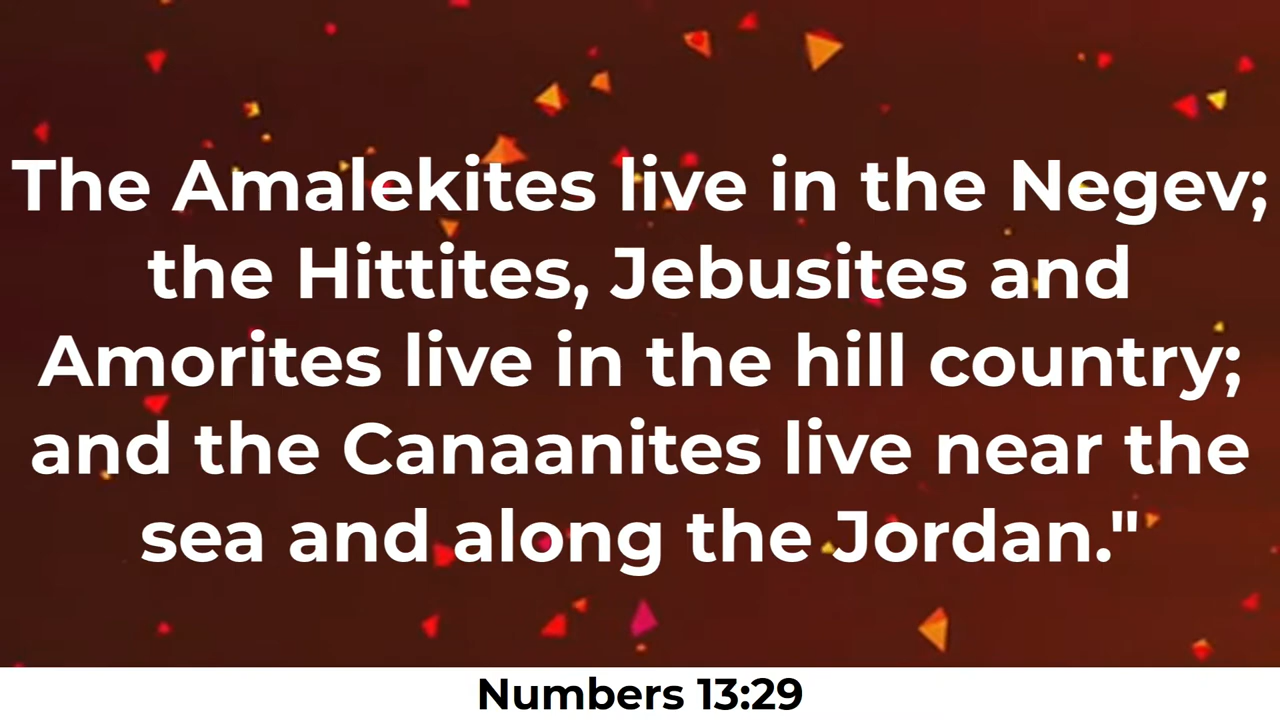 The Amalekites live in the Negev;
the Hittites, Jebusites and
Amorites live in the hill country;
and the Canaanites live near the
sea and along the Jordan."
Numbers 13:29